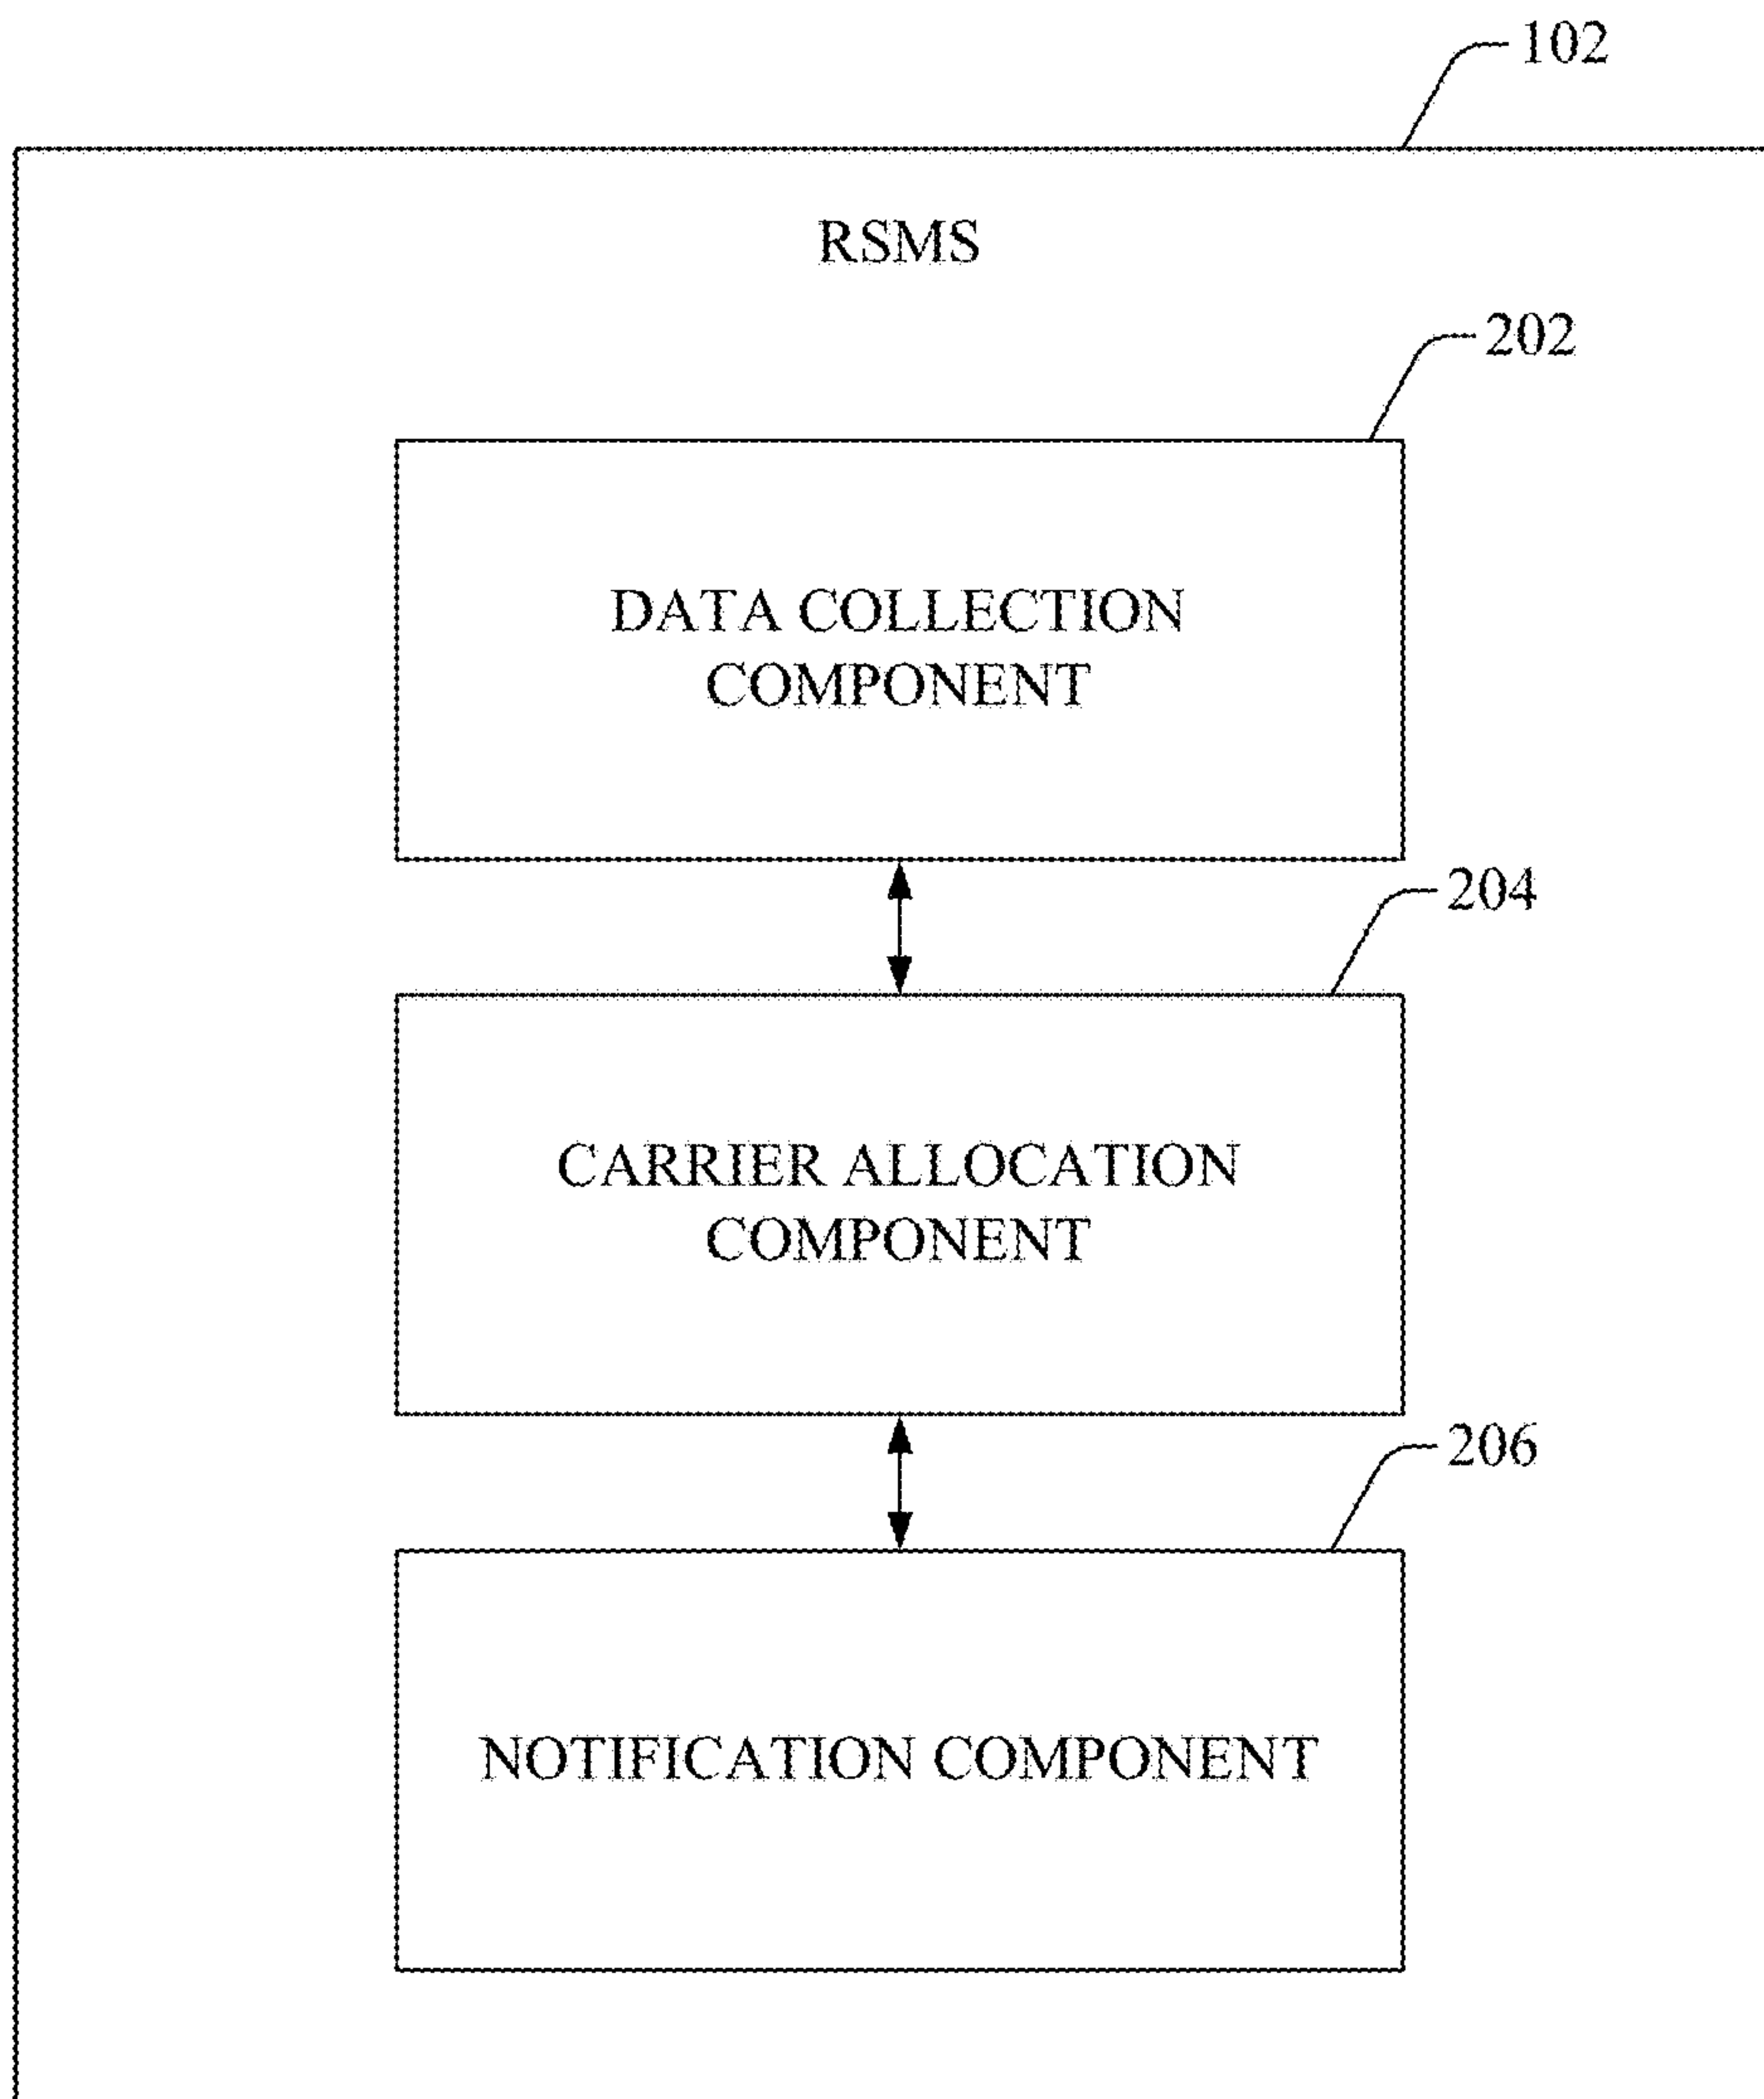 102
RSMS
202
DATA COLLECTION
COMPONENT
204
CARRIER ALLOCATION
COMPONENT
206
NOTIFICATION COMPONENT